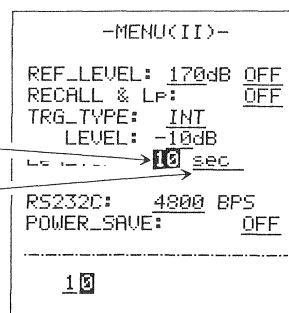 -MENU(II)-
REF_LEVEL: 170dB OFF
RECALL & LP: OFF
TRG_TYPE: INT
LEVEL: -10dB
10 sec
RS232C: 4800 BPS
POWER_SAVE: OFF
10